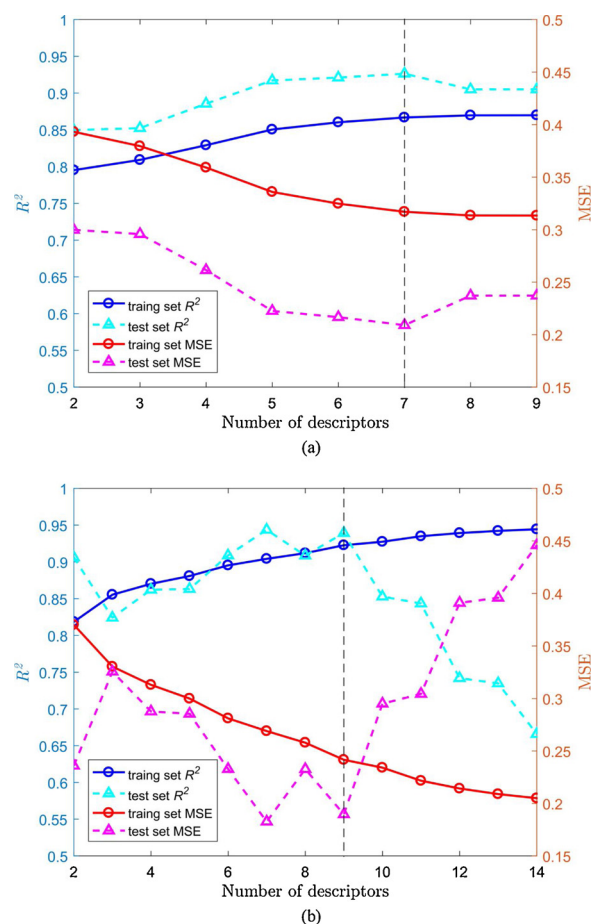 1
0.95
0.9
0.85
0.8
0.75
0.7
0.65
0.6
0.55
0.5
R²
0.5
0.45
0.4
0.35
0.3
0.25
0.2
0.15
MSE
traing set R²
test set R²
traing set MSE
test set MSE
2 3 4 5 6 7 8 9
Number of descriptors
(a)
1
0.95
0.9
0.85
0.8
0.75
0.7
0.65
0.6
0.55
0.5
R²
0.5
0.45
0.4
0.35
0.3
0.25
0.2
0.15
MSE
traing set R²
test set R²
traing set MSE
test set MSE
2 4 6 8 10 12 14
Number of descriptors
(b)